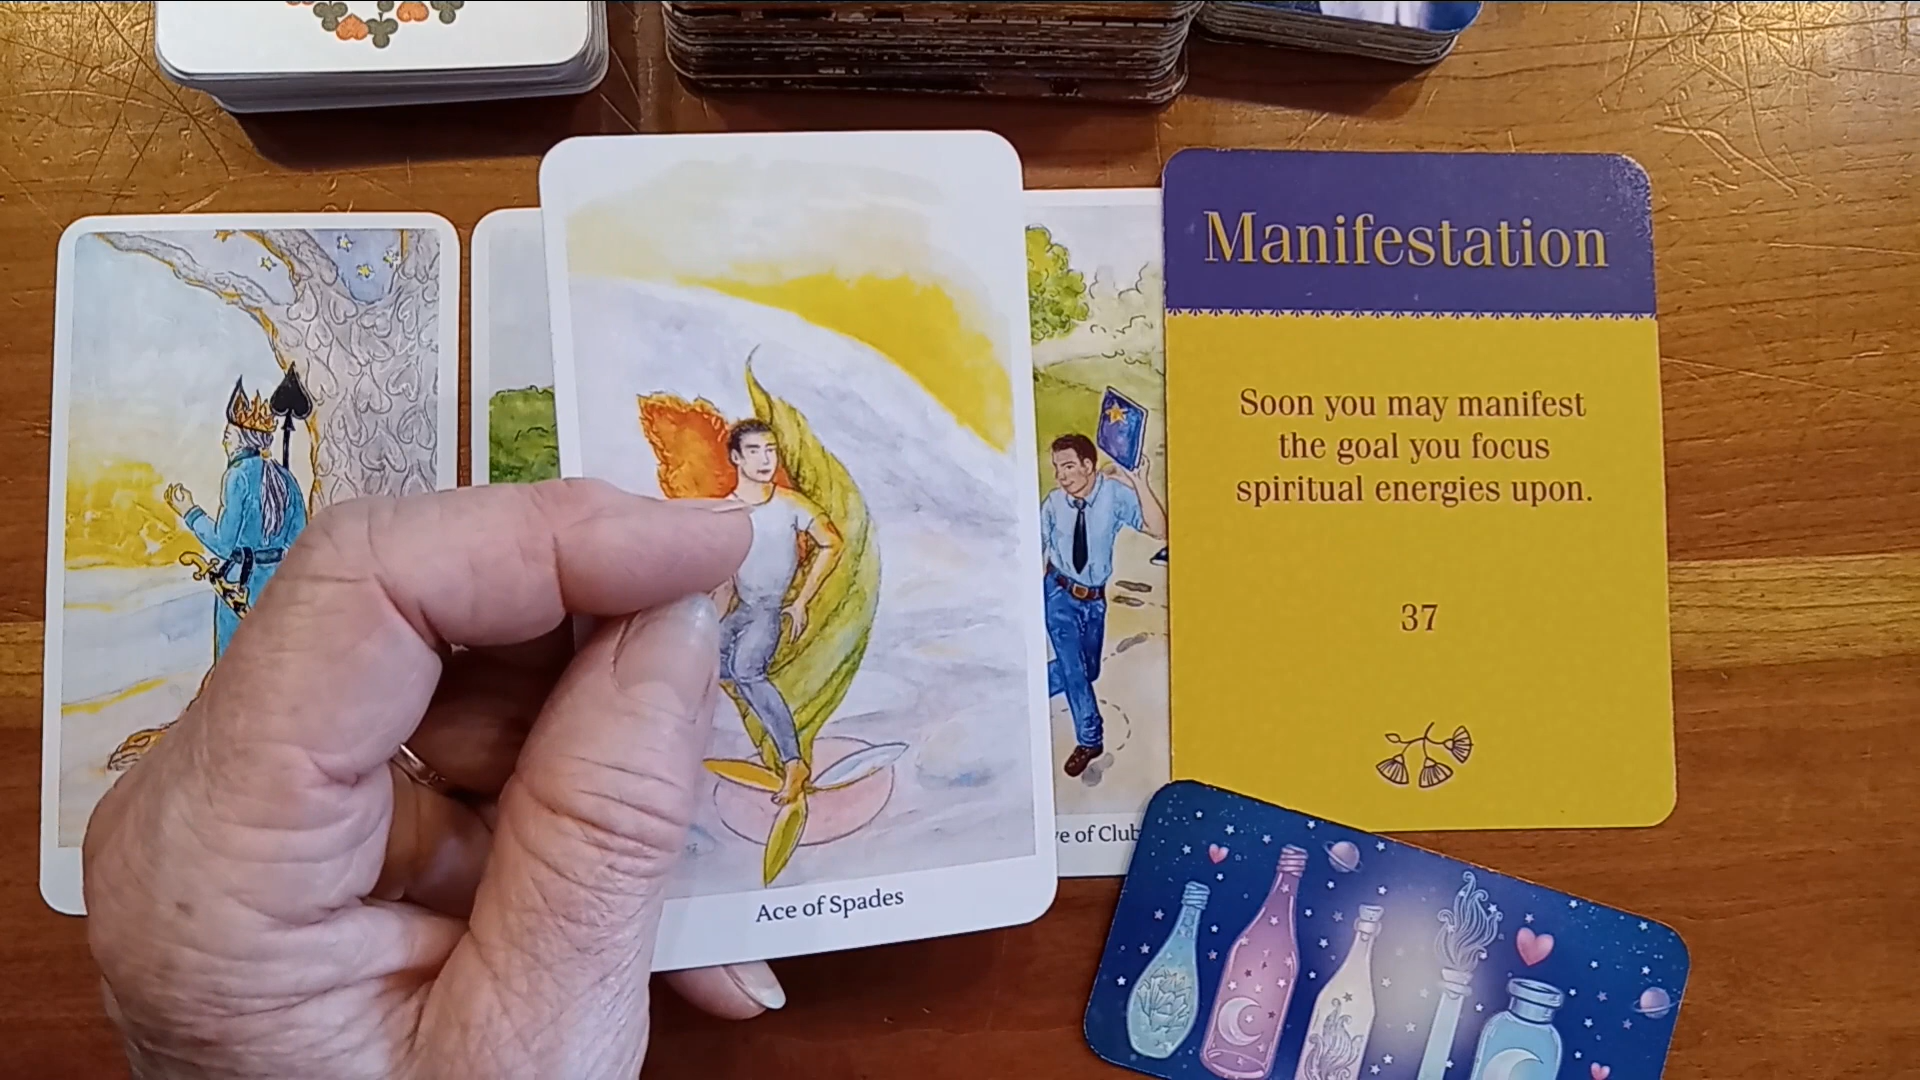 Manifestation
Soon you may manifest
the goal you focus
spiritual energies upon.
37
Ace of Spades
of Club